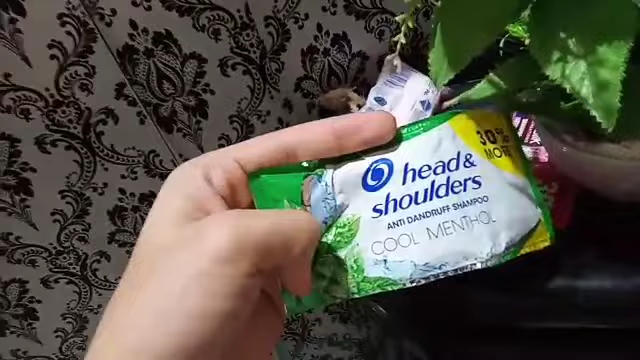 30%
MORE
head &
shoulders
ANTI DANDRUFF SHAMPOO
COOL MENTHOL